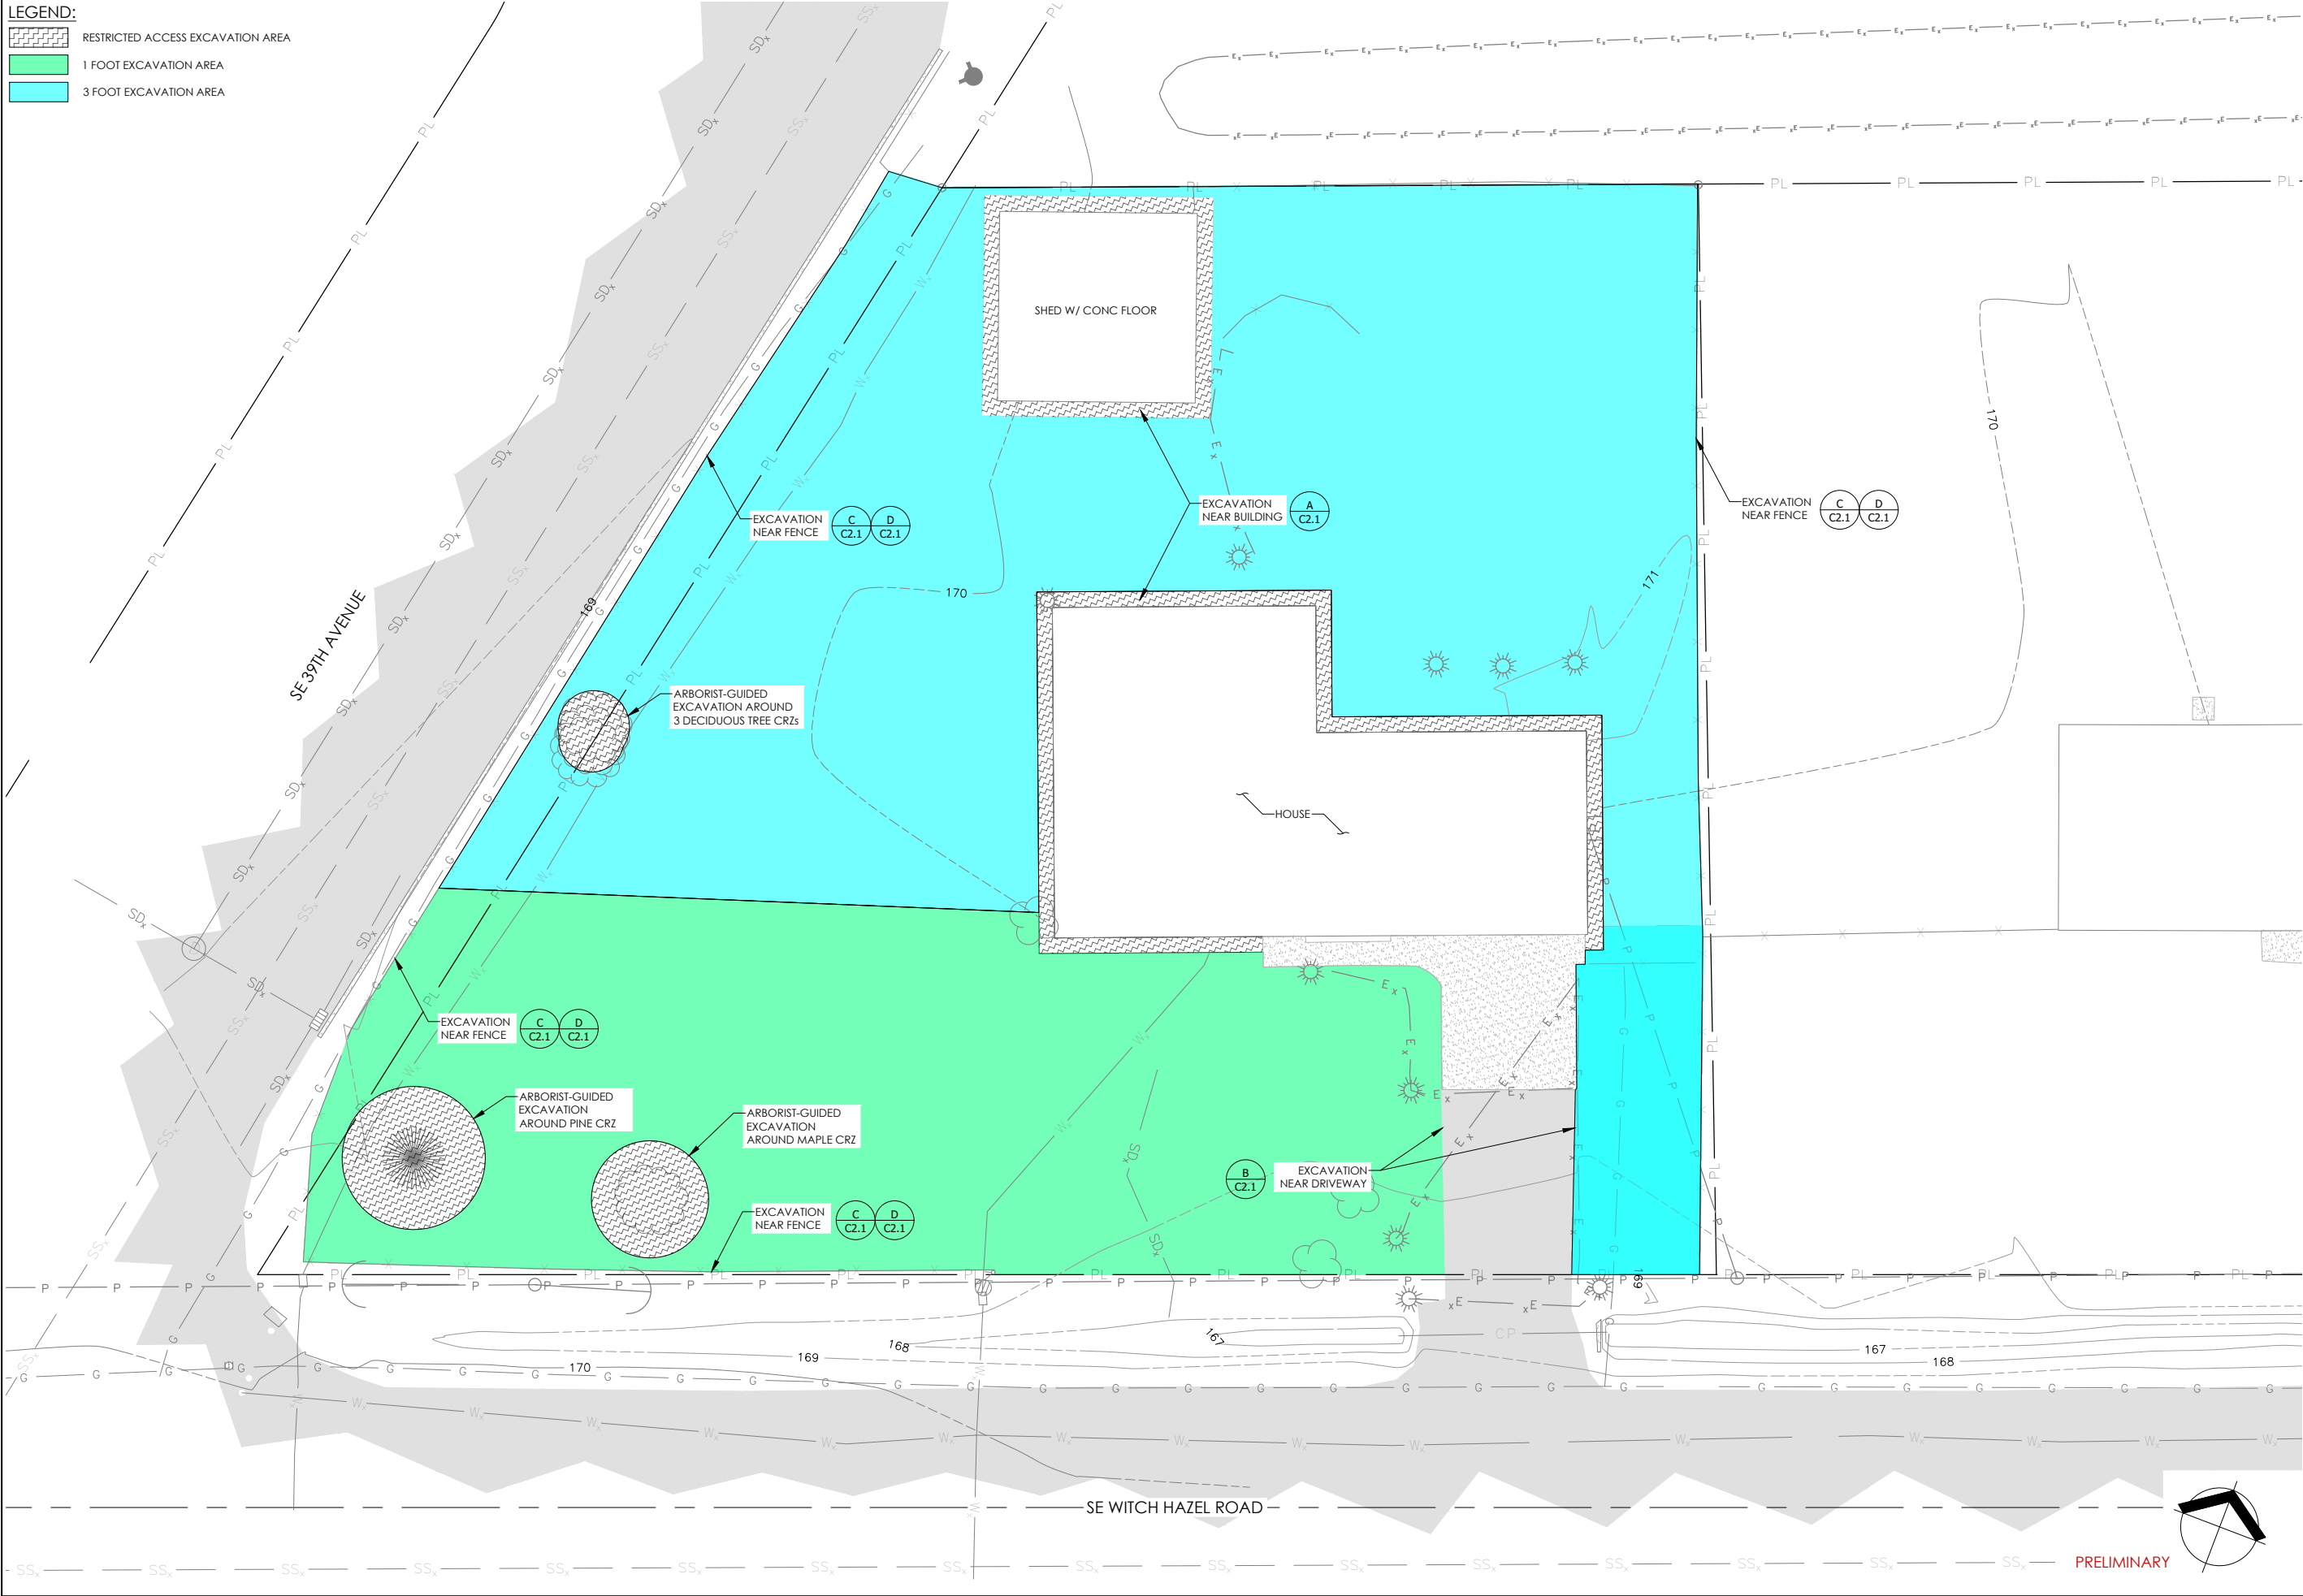 LEGEND:
RESTRICTED ACCESS EXCAVATION AREA
1 FOOT EXCAVATION AREA
3 FOOT EXCAVATION AREA
SHED W/ CONC FLOOR
EXCAVATION
NEAR FENCE
C
C2.1
D
C2.1
EXCAVATION
NEAR BUILDING
A
C2.1
EXCAVATION
NEAR FENCE
C
C2.1
D
C2.1
170
170
171
169
SE 39TH AVENUE
ARBORIST-GUIDED
EXCAVATION AROUND
3 DECIDUOUS TREE CRZs
HOUSE
EXCAVATION
NEAR FENCE
C
C2.1
D
C2.1
ARBORIST-GUIDED
EXCAVATION
AROUND PINE CRZ
ARBORIST-GUIDED
EXCAVATION
AROUND MAPLE CRZ
B
C2.1
EXCAVATION
NEAR DRIVEWAY
EXCAVATION
NEAR FENCE
C
C2.1
D
C2.1
169
CP
170
169
168
167
167
168
SE WITCH HAZEL ROAD
PRELIMINARY